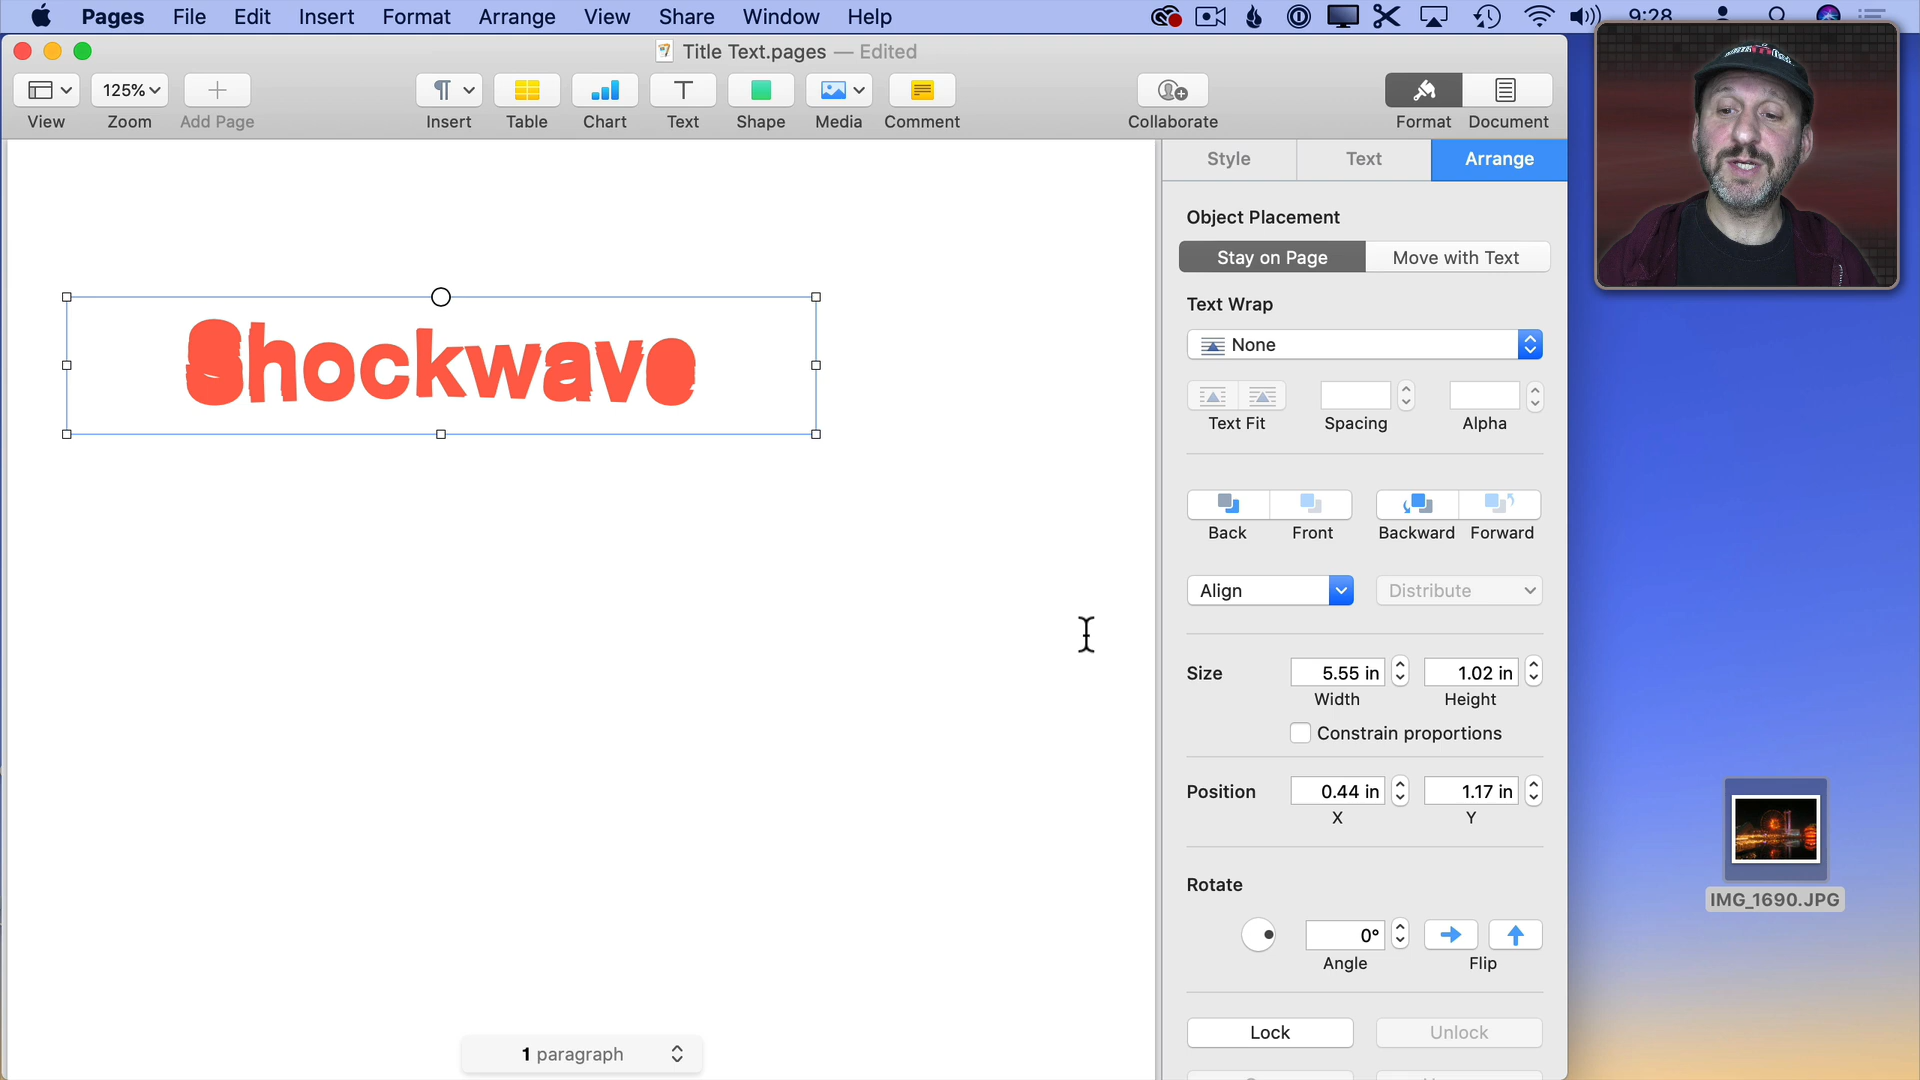 Pages File Edit Insert Format Arrange View Share Window Help 9:28
Title Text.pages — Edited
125%
View Zoom Add Page Insert Table Chart Text Shape Media Comment Collaborate Format Document
Style Text Arrange
Object Placement
Stay on Page Move with Text
Text Wrap
None
Shockwave
Text Fit Spacing Alpha
Back Front Backward Forward
Align Distribute
Size 5.55 in 1.02 in
Width Height
Constrain proportions
Position 0.44 in 1.17 in
X Y
Rotate
IMG_1690.JPG
0°
Angle Flip
Lock Unlock
1 paragraph